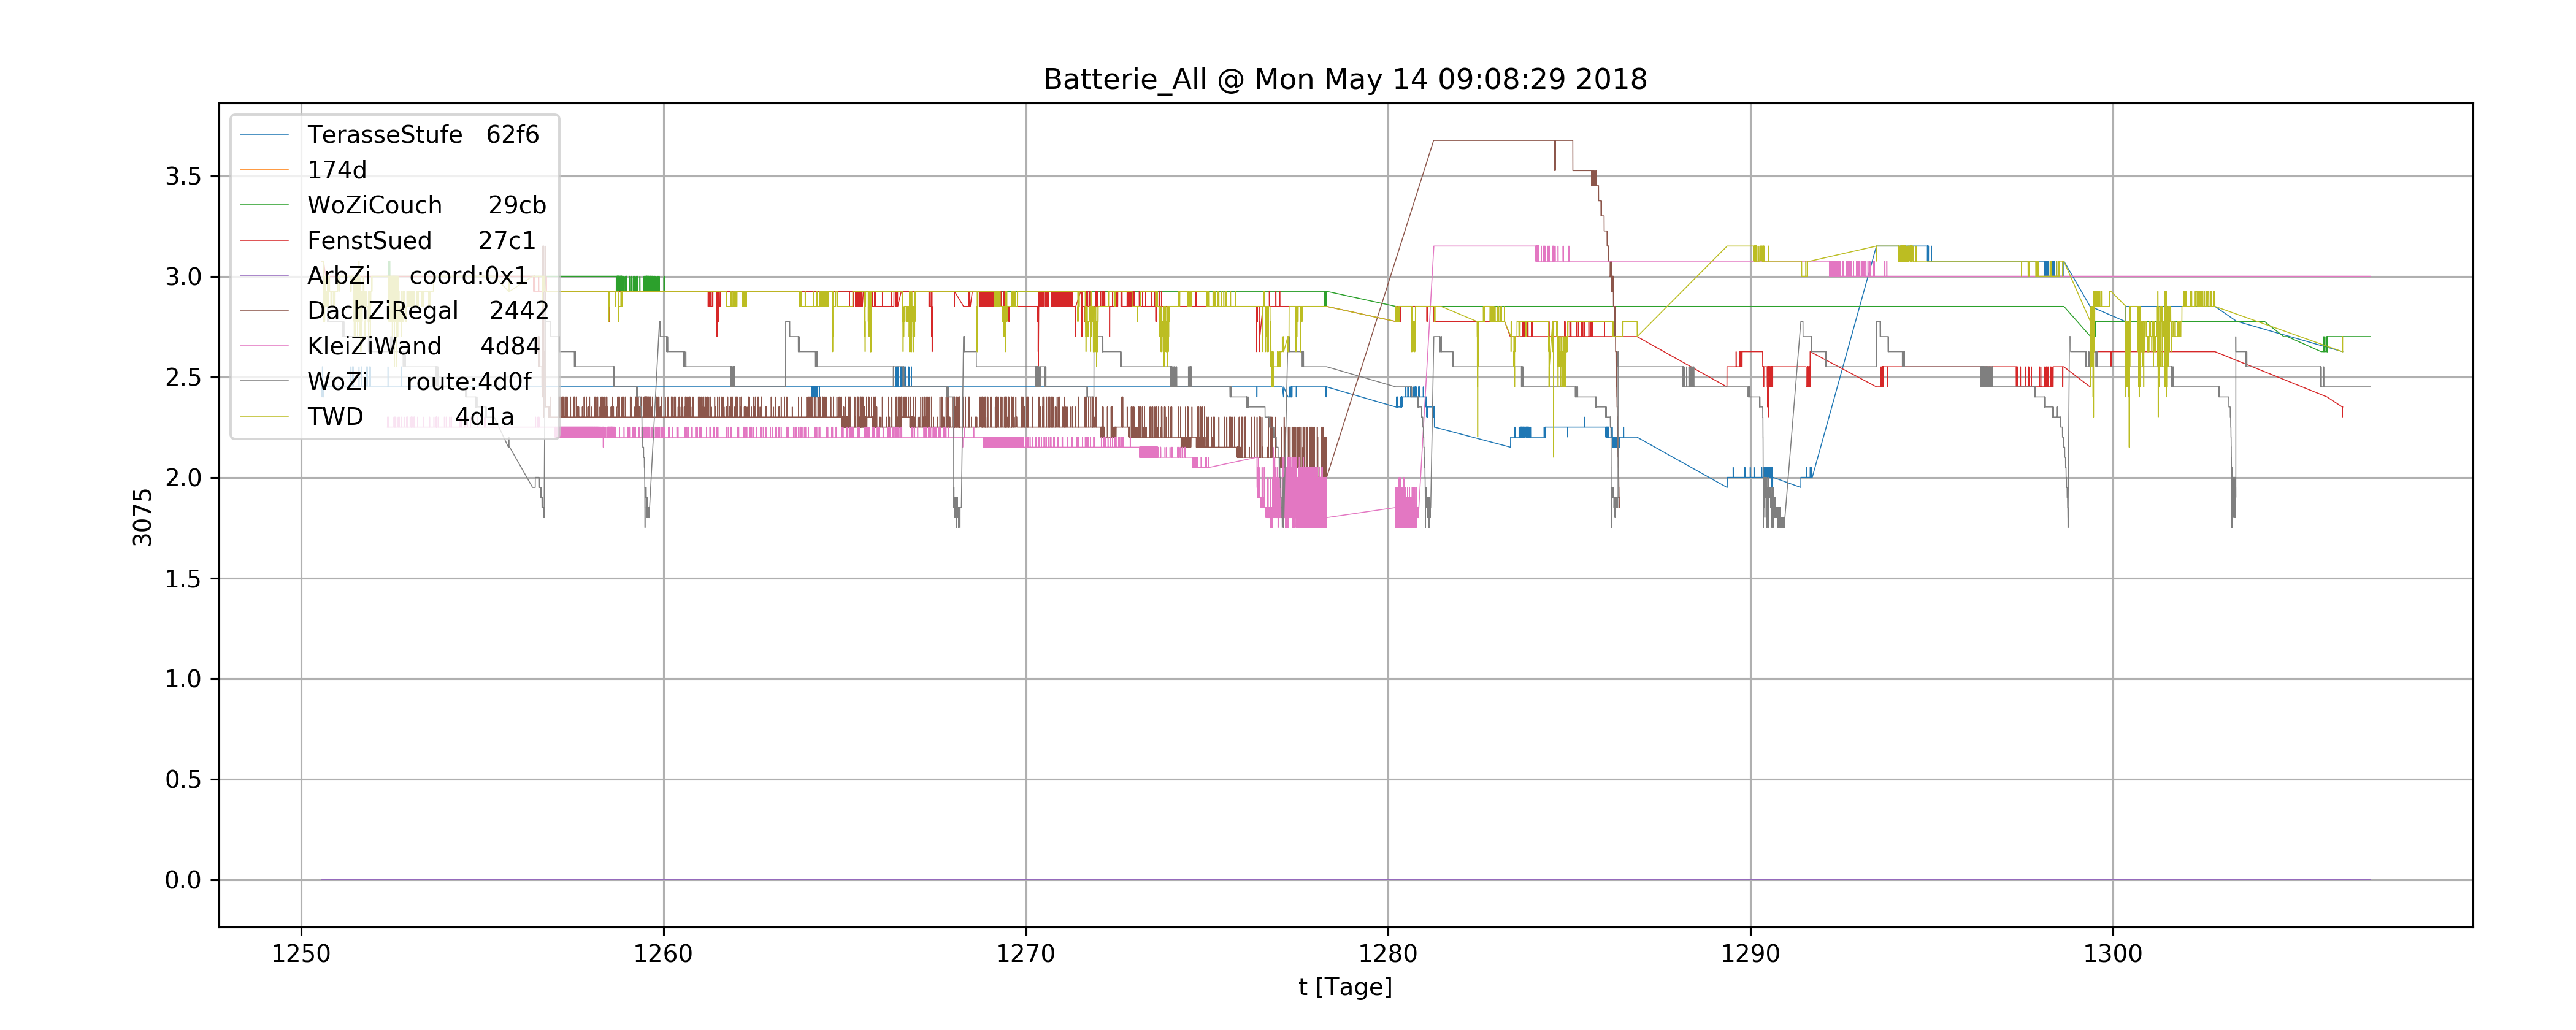 Batterie_All @ Mon May 14 09:08:29 2018
TerasseStufe 62f6
174d
WoZiCouch 29cb
FenstSued 27c1
ArbZi coord:0x1
DachZiRegal 2442
KleiZiWand 4d84
WoZi route:4d0f
TWD 4d1a
3.5
3.0
2.5
2.0
1.5
1.0
0.5
0.0
3075
1250 1260 1270 1280 1290 1300
t [Tage]